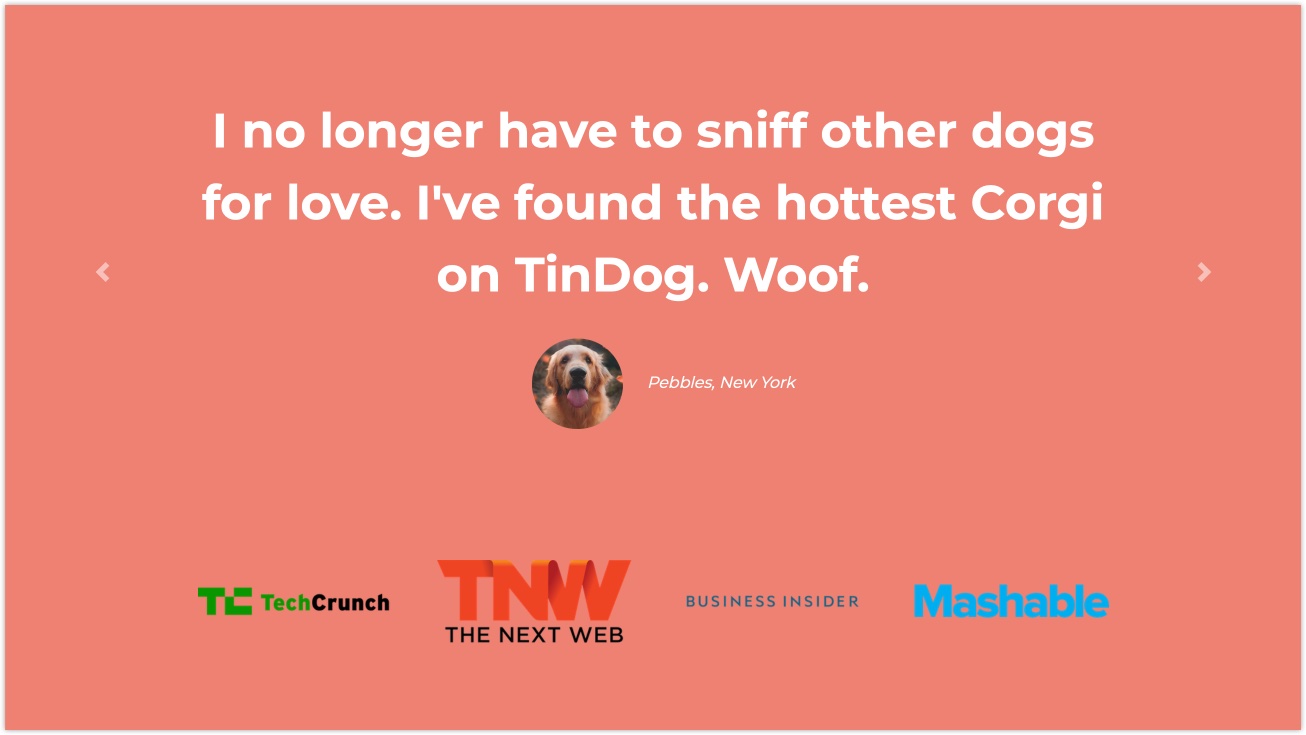 I no longer have to sniff other dogs
for love. I've found the hottest Corgi
on TinDog. Woof.
Pebbles, New York
TC TechCrunch
TNW
THE NEXT WEB
BUSINESS INSIDER
Mashable